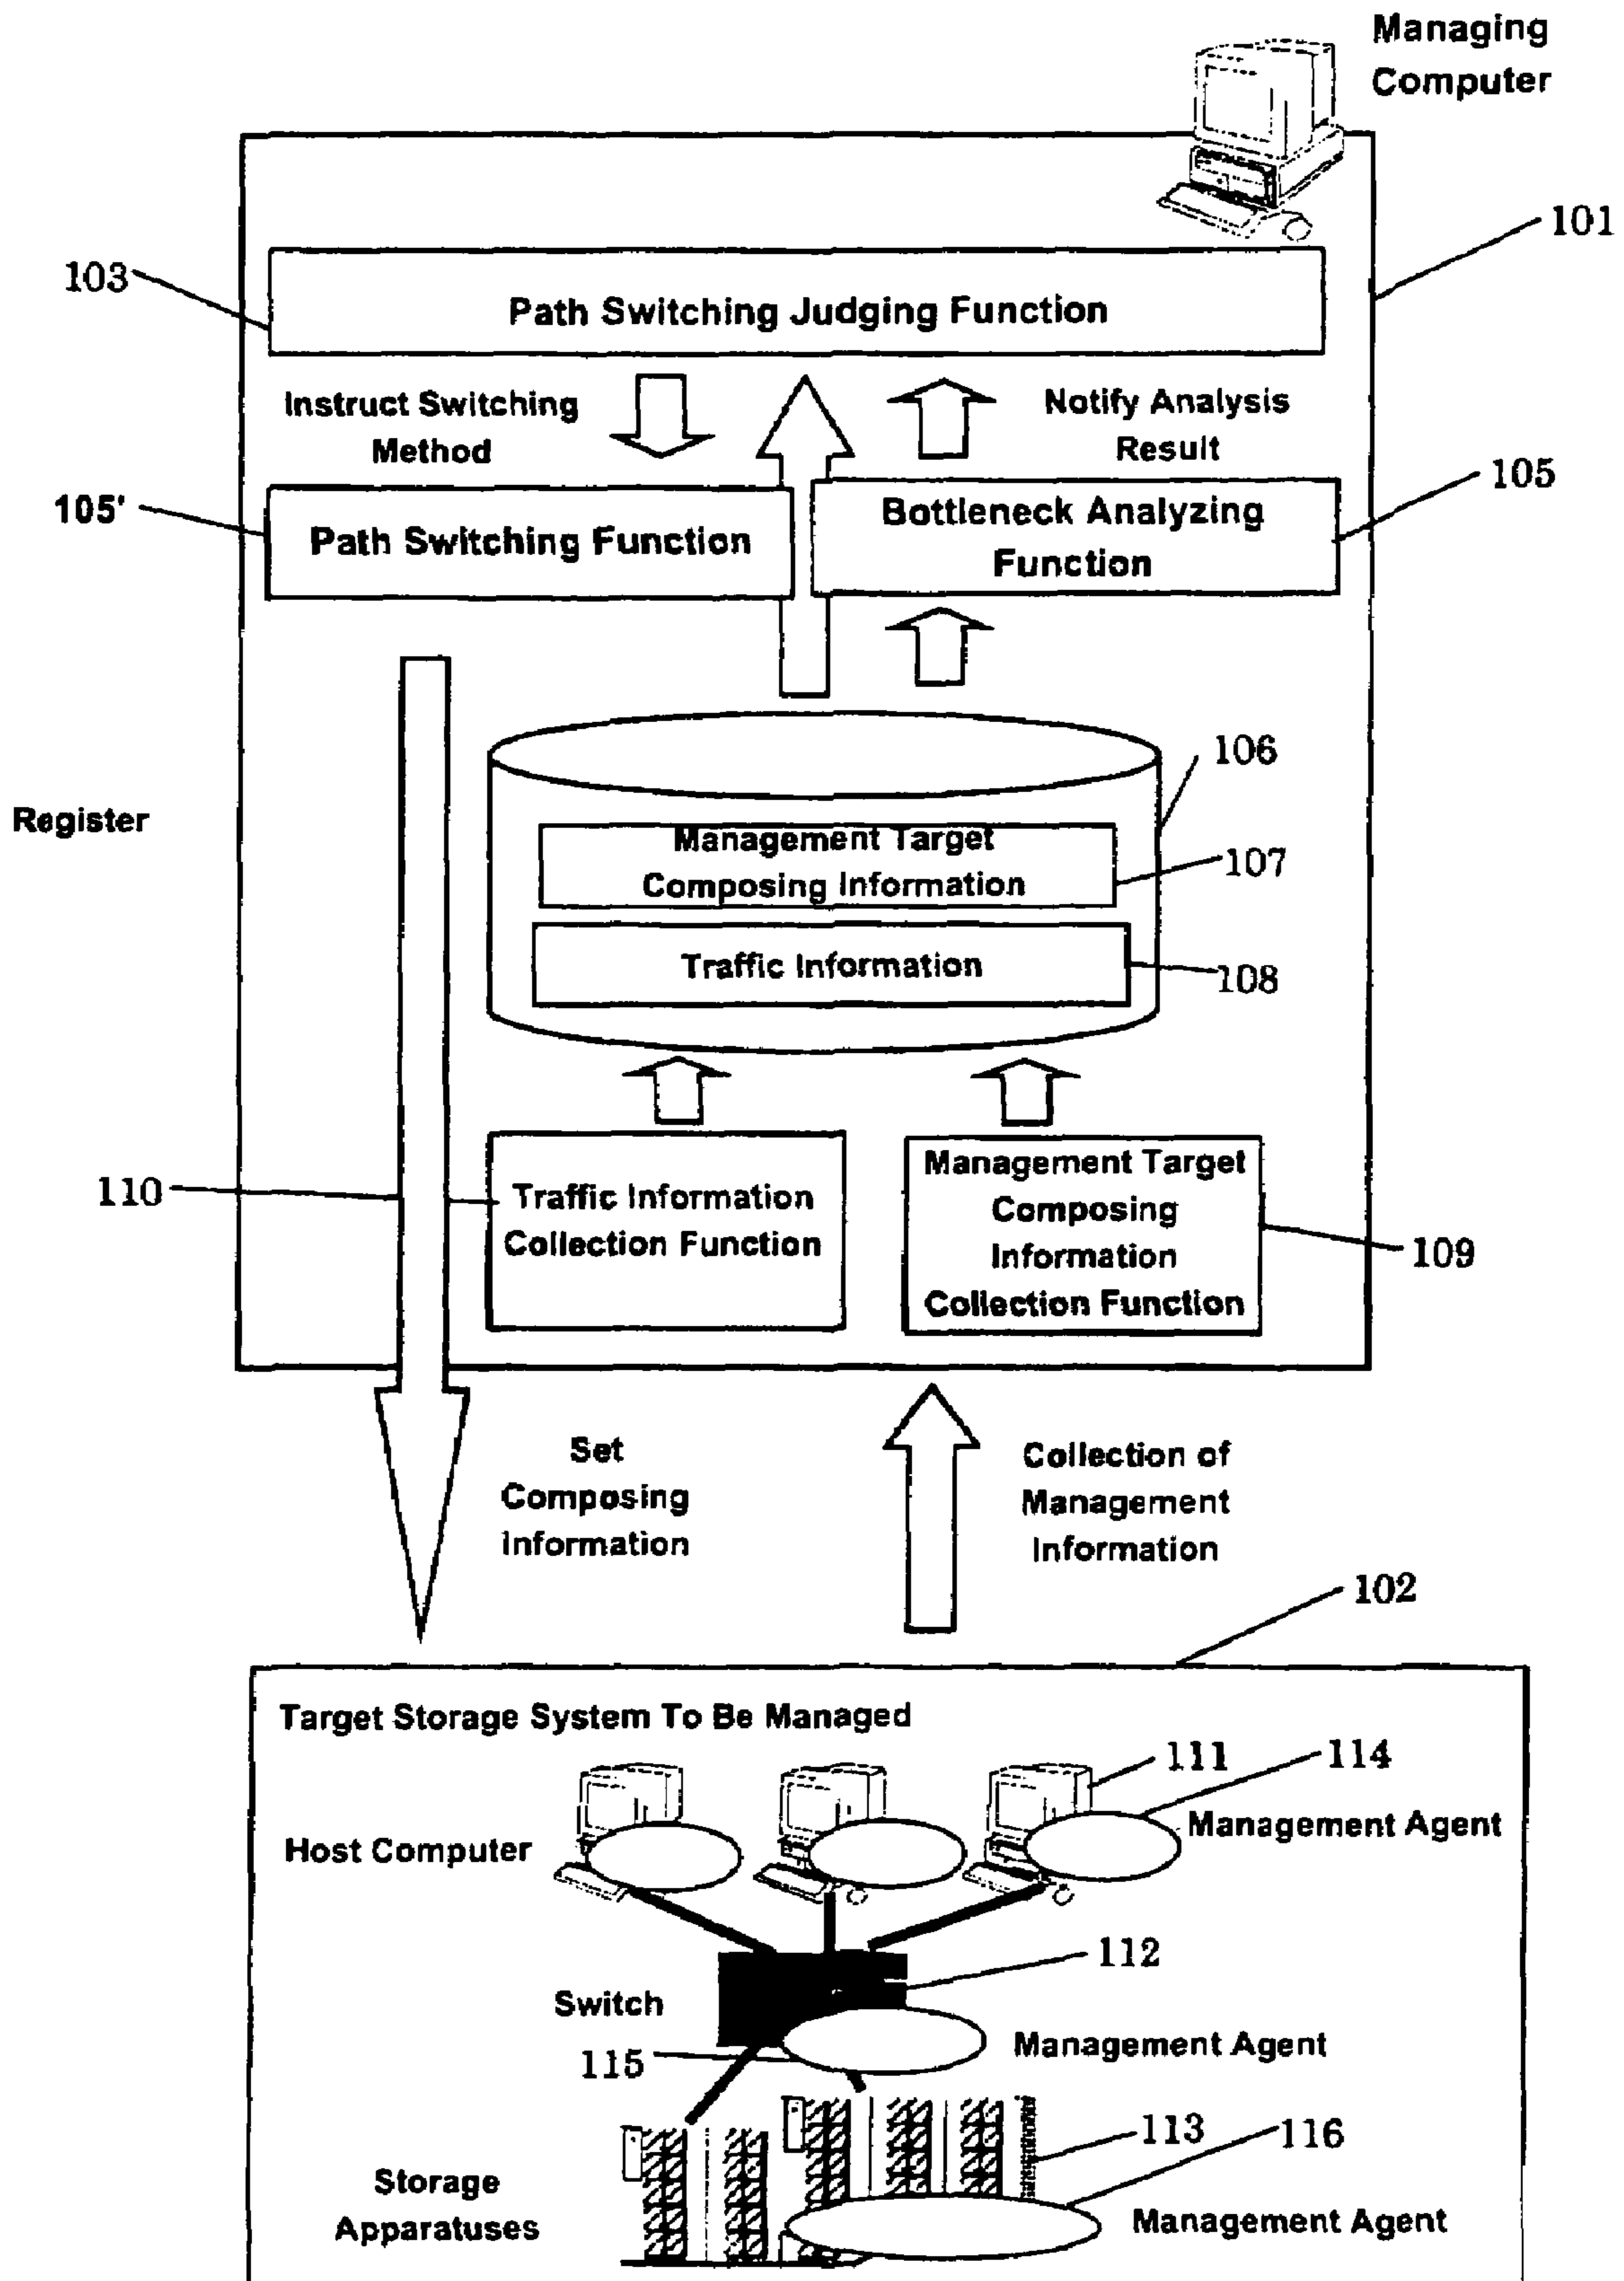 Managing
Computer
101
103
Path Switching Judging Function
Instruct Switching
Method
Notify Analysis
Result
105'
Path Switching Function
Bottleneck Analyzing
Function
105
106
Register
Management Target
Composing Information
107
Traffic Information
108
110
Traffic Information
Collection Function
Management Target
Composing
Information
Collection Function
109
Set
Composing
Information
Collection of
Management
Information
102
Target Storage System To Be Managed
111
114
Host Computer
Management Agent
112
Switch
115
Management Agent
113
116
Storage
Apparatuses
Management Agent